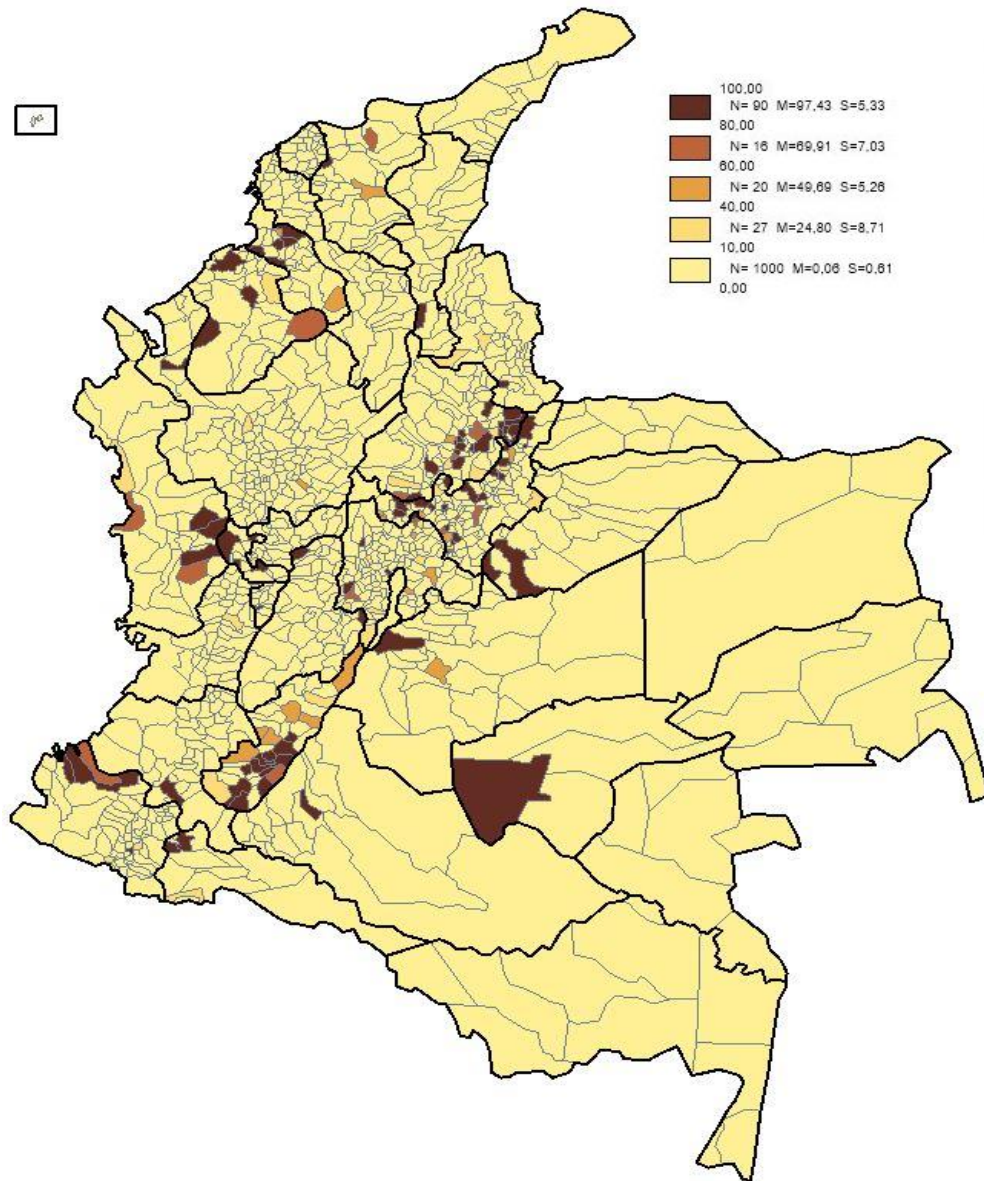 100,00
N= 90 M=97,43 S=5,33
80,00
N= 16 M=69,91 S=7,03
60,00
N= 20 M=49,69 S=5,26
40,00
N= 27 M=24,80 S=8,71
10,00
N= 1000 M=0,06 S=0,61
0,00